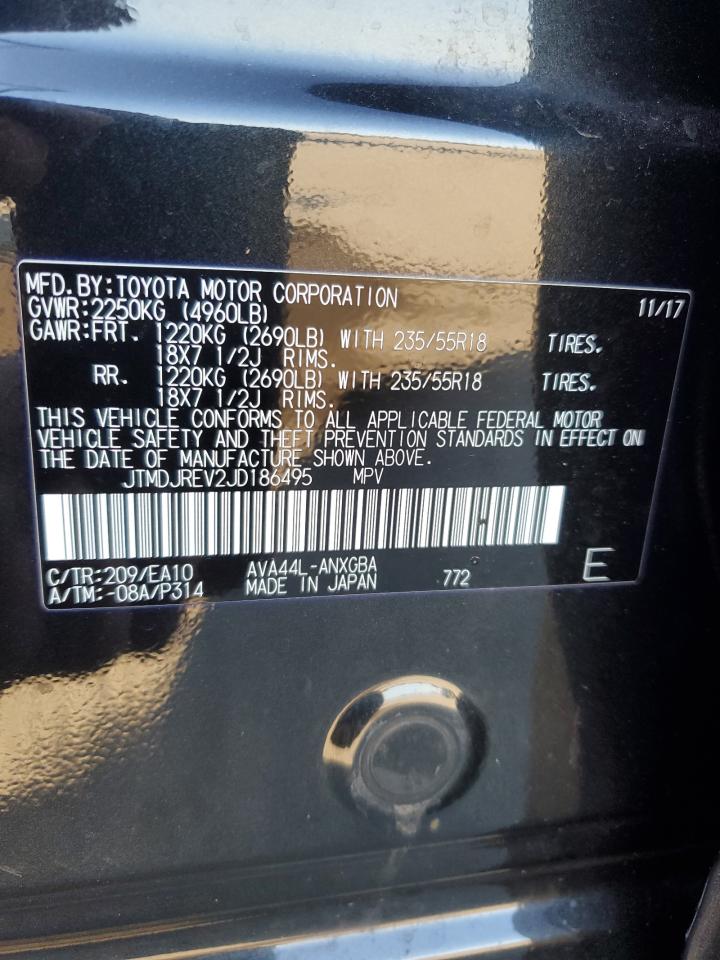 MFD.BY:TOYOTA MOTOR CORPORATION 11/17
GVWR:2250KG (4960LB)
GAWR:FRT. 1220KG (2690LB) WITH 235/55R18 TIRES.
18X7 1/2J RIMS.
RR. 1220KG (2690LB) WITH 235/55R18 TIRES.
18X7 1/2J RIMS.
THIS VEHICLE CONFORMS TO ALL APPLICABLE FEDERAL MOTOR
VEHICLE SAFETY AND THEFT PREVENTION STANDARDS IN EFFECT ON
THE DATE OF MANUFACTURE SHOWN ABOVE.
JTMDJREV2JD186495 MPV
C/TR:209/EA10 AVA44L-ANXGBA
A/TM:-08A/P314 MADE IN JAPAN 772 E